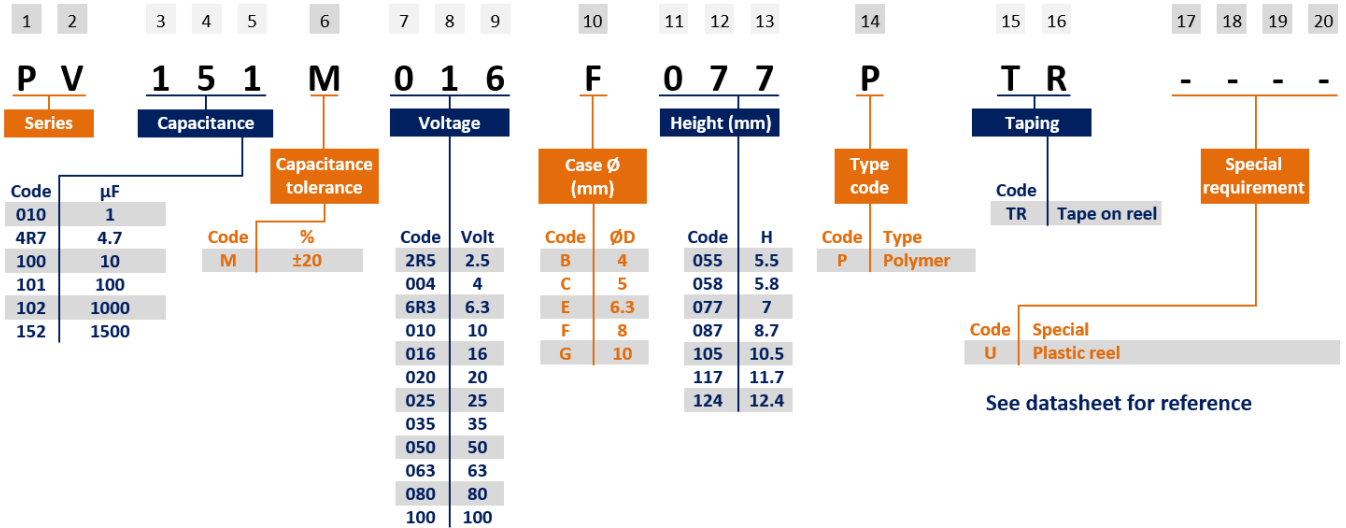 1 2 3 4 5 6 7 8 9 10 11 12 13 14 15 16 17 18 19 20
P V 1 5 1 M 0 1 6 F 0 7 7 P T R - - - -
Series Capacitance Voltage Height (mm) Taping
Capacitance
tolerance
Case Ø
(mm)
Type
code
Special
requirement
Code µF
010 1
4R7 4.7
100 10
101 100
102 1000
152 1500
Code %
M ±20
Code Volt
2R5 2.5
004 4
6R3 6.3
010 10
016 16
020 20
025 25
035 35
050 50
063 63
080 80
100 100
Code ØD
B 4
C 5
E 6.3
F 8
G 10
Code H
055 5.5
058 5.8
077 7
087 8.7
105 10.5
117 11.7
124 12.4
Code Type
P Polymer
Code
TR Tape on reel
Code Special
U Plastic reel
See datasheet for reference